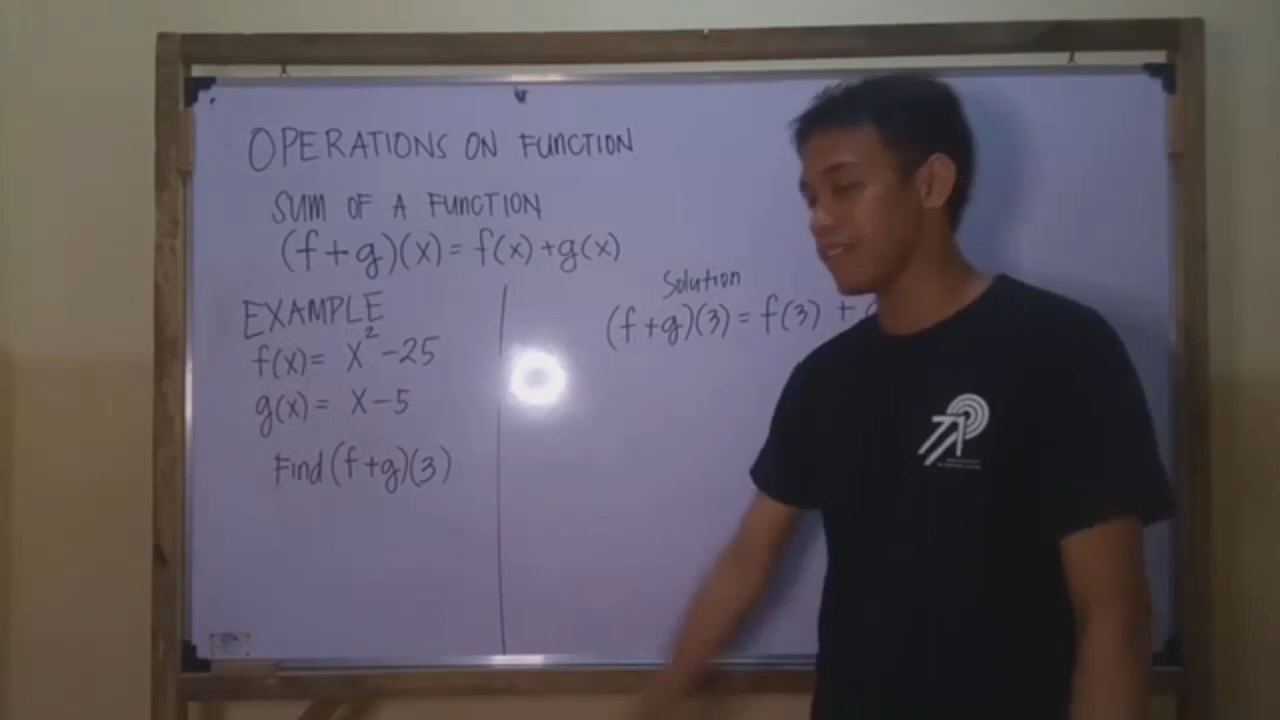 OPERATIONS ON FUNCTION
SUM OF A FUNCTION
(f+g)(x) = f(x) + g(x)
EXAMPLE
f(x) = x² - 25
g(x) = x - 5
Find (f+g)(3)
Solution
(f+g)(3) = f(3) +